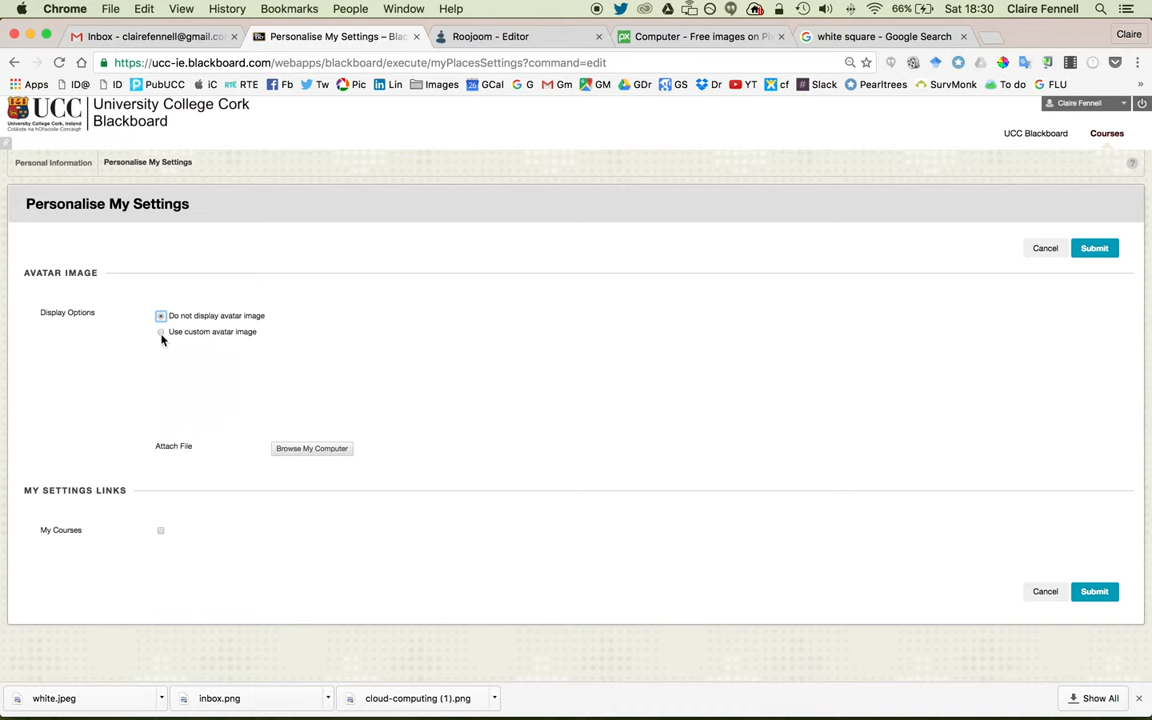 Chrome File Edit View History Bookmarks People Window Help 66% Sat 18:30 Claire Fennell
Inbox - clairefennell@gmail.co Personalise My Settings – Blac Roojoom - Editor Computer - Free images on Pi white square - Google Search Claire
https://ucc-ie.blackboard.com/webapps/blackboard/execute/myPlacesSettings?command=edit
Apps ID@ ID PubUCC iC RTE Fb Tw Pic Lin Images GCal G Gm GM GDr GS Dr YT cf Slack Pearltrees SurvMonk To do FLU »
UCC University College Cork
Blackboard
Claire Fennell
UCC Blackboard Courses
Personal Information Personalise My Settings ?
Personalise My Settings
Cancel Submit
AVATAR IMAGE
Display Options
Do not display avatar image
Use custom avatar image
Attach File Browse My Computer
MY SETTINGS LINKS
My Courses
Cancel Submit
white.jpeg inbox.png cloud-computing (1).png Show All